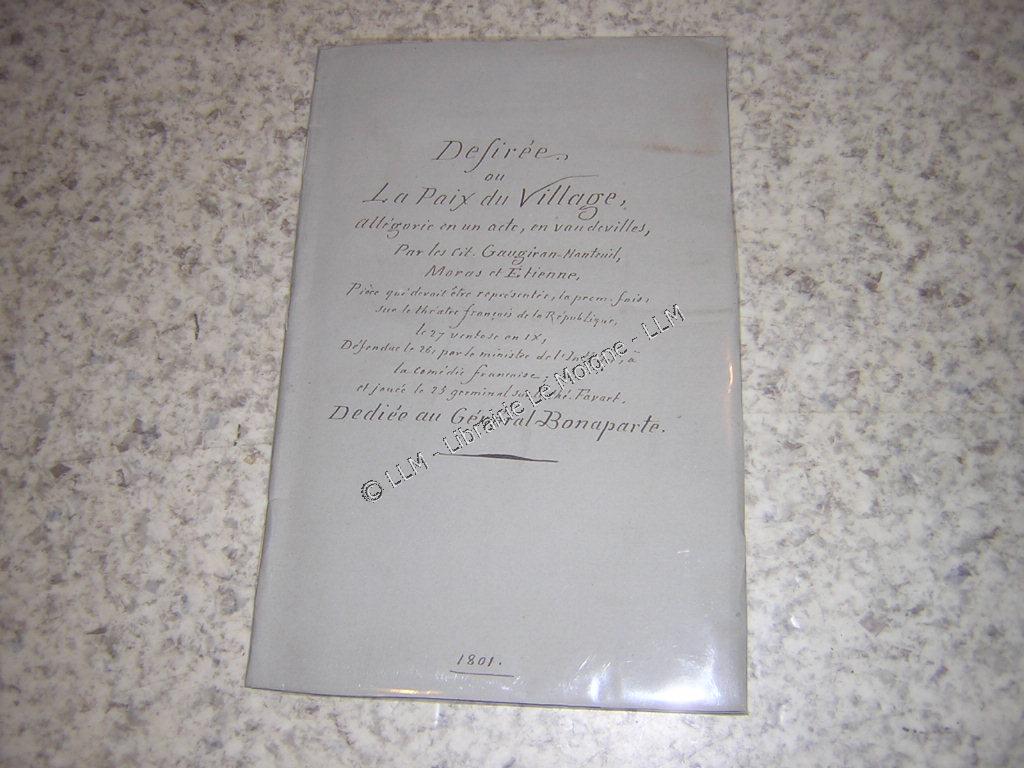 Desirée
ou
La Paix du Village,
allégorie en un acte, en vaudevilles,
Par les Cit. Gaugiran-Nanteuil,
Moras et Etienne,
Pièce qui devait être représentée, la prem. fois,
sur le théatre français de la République,
le 27 ventose an IX,
Défendue le 26, par le ministre de l' à
la comédie française
et jouée le 25 germinal Favart.
Dediée au Général Bonaparte.
1801.
© LLM - Librairie Le Moigne - LLM